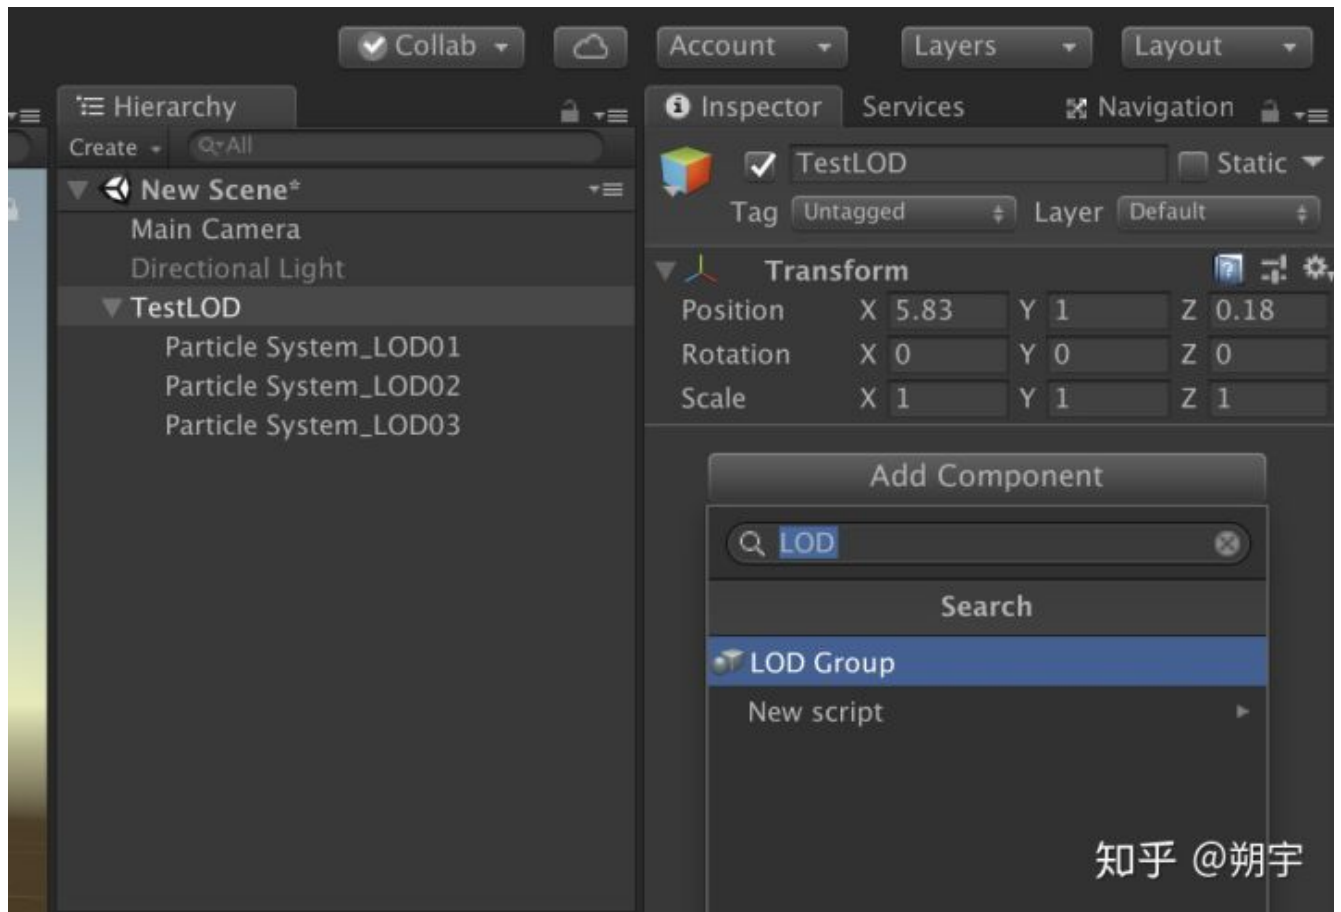 Collab
Account
Layers
Layout
Hierarchy
Create
All
New Scene*
Main Camera
Directional Light
TestLOD
Particle System_LOD01
Particle System_LOD02
Particle System_LOD03
Inspector Services Navigation
TestLOD Static
Tag Untagged Layer Default
Transform
Position X 5.83 Y 1 Z 0.18
Rotation X 0 Y 0 Z 0
Scale X 1 Y 1 Z 1
Add Component
LOD
Search
LOD Group
New script
知乎 @朔宇